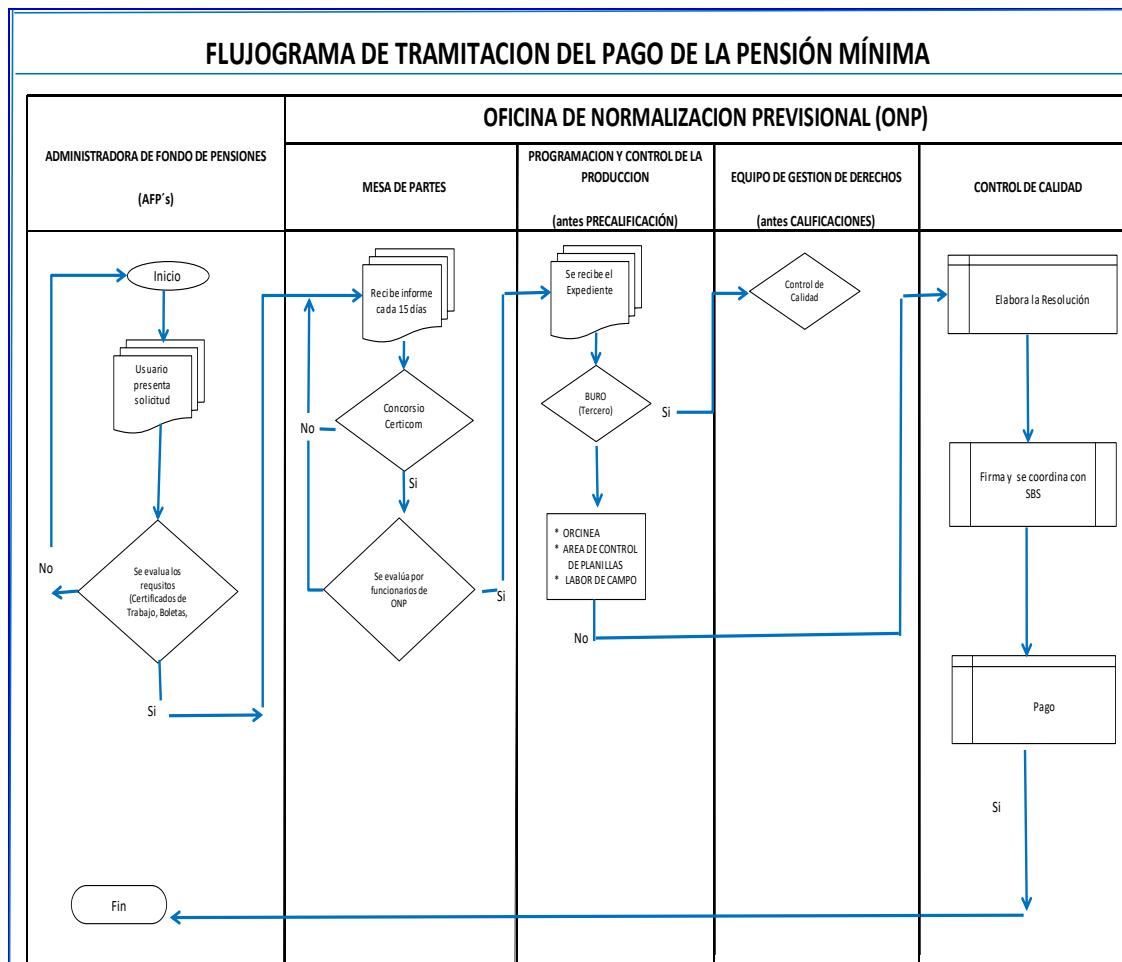 FLUJOGRAMA DE TRAMITACION DEL PAGO DE LA PENSIÓN MÍNIMA
OFICINA DE NORMALIZACION PREVISIONAL (ONP)
ADMINISTRADORA DE FONDO DE PENSIONES
(AFP´s)
MESA DE PARTES
PROGRAMACION Y CONTROL DE LA
PRODUCCION
(antes PRECALIFICACIÓN)
EQUIPO DE GESTION DE DERECHOS
(antes CALIFICACIONES)
CONTROL DE CALIDAD
Inicio
Usuario
presenta
solicitud
Se evalua los
requsitos
(Certificados de
Trabajo, Boletas,
No
Si
Recibe informe
cada 15 días
Concorsio
Certicom
No
Si
Se evalúa por
funcionarios de
ONP
Si
Se recibe el
Expediente
BURO
(Tercero)
Si
* ORCINEA
* AREA DE CONTROL
DE PLANILLAS
* LABOR DE CAMPO
No
Control de
Calidad
Elabora la Resolución
Firma y se coordina con
SBS
Pago
Si
Fin